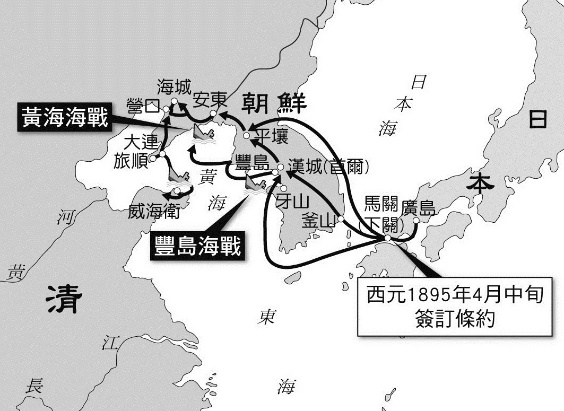 海城
營口
安東
朝鮮
日本海
日本
黃海海戰
大連
旅順
平壤
豐島
漢城(首爾)
黃海
牙山
威海衛
釜山
馬關
(下關)
廣島
豐島海戰
黃河
清
西元1895年4月中旬
簽訂條約
東海
長江